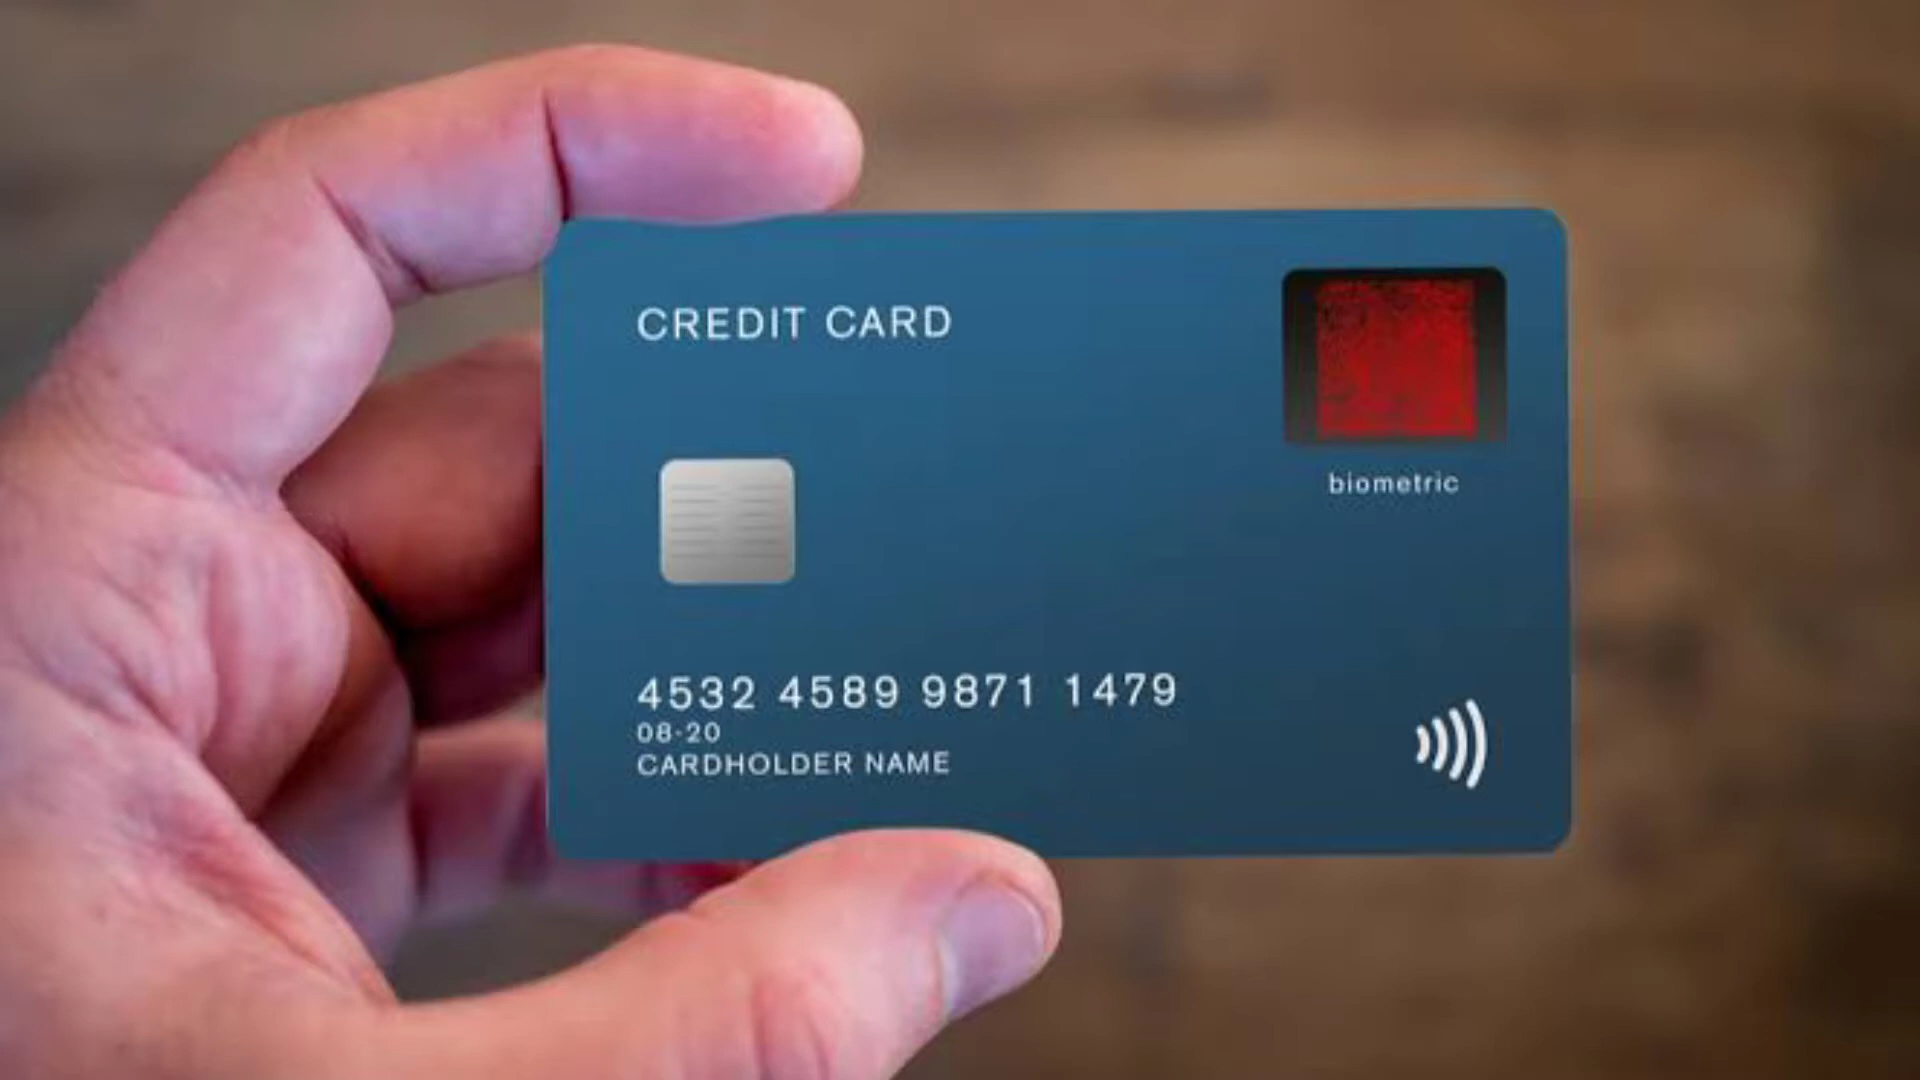 CREDIT CARD
biometric
4532 4589 9871 1479
08-20
CARDHOLDER NAME